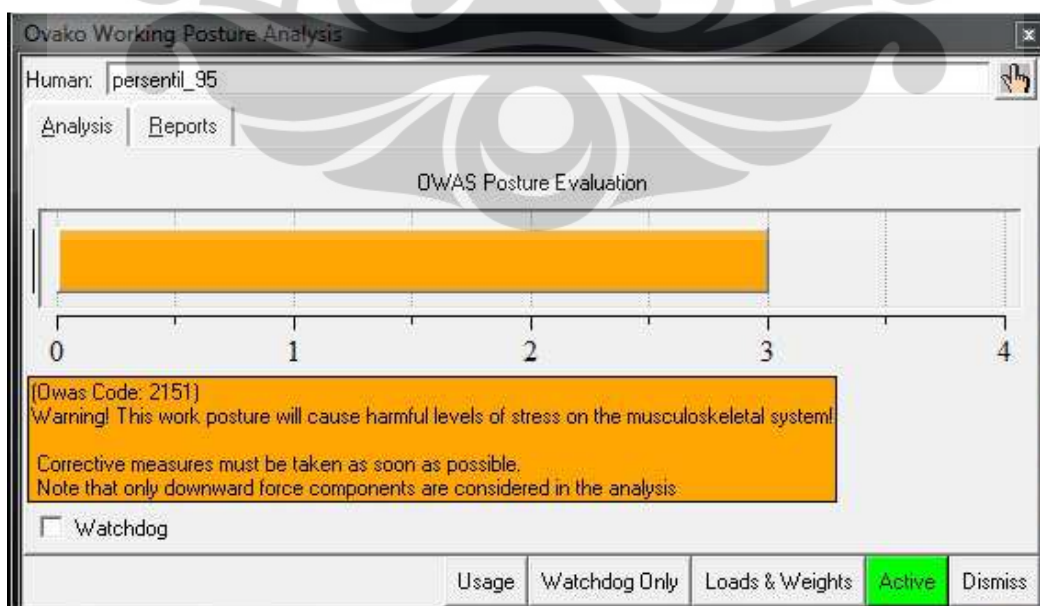 Ovako Working Posture Analysis
Human: persentil_95
Analysis Reports
OWAS Posture Evaluation
0 1 2 3 4
(Owas Code: 2151)
Warning! This work posture will cause harmful levels of stress on the musculoskeletal system!
Corrective measures must be taken as soon as possible.
Note that only downward force components are considered in the analysis
Watchdog
Usage Watchdog Only Loads & Weights Active Dismiss